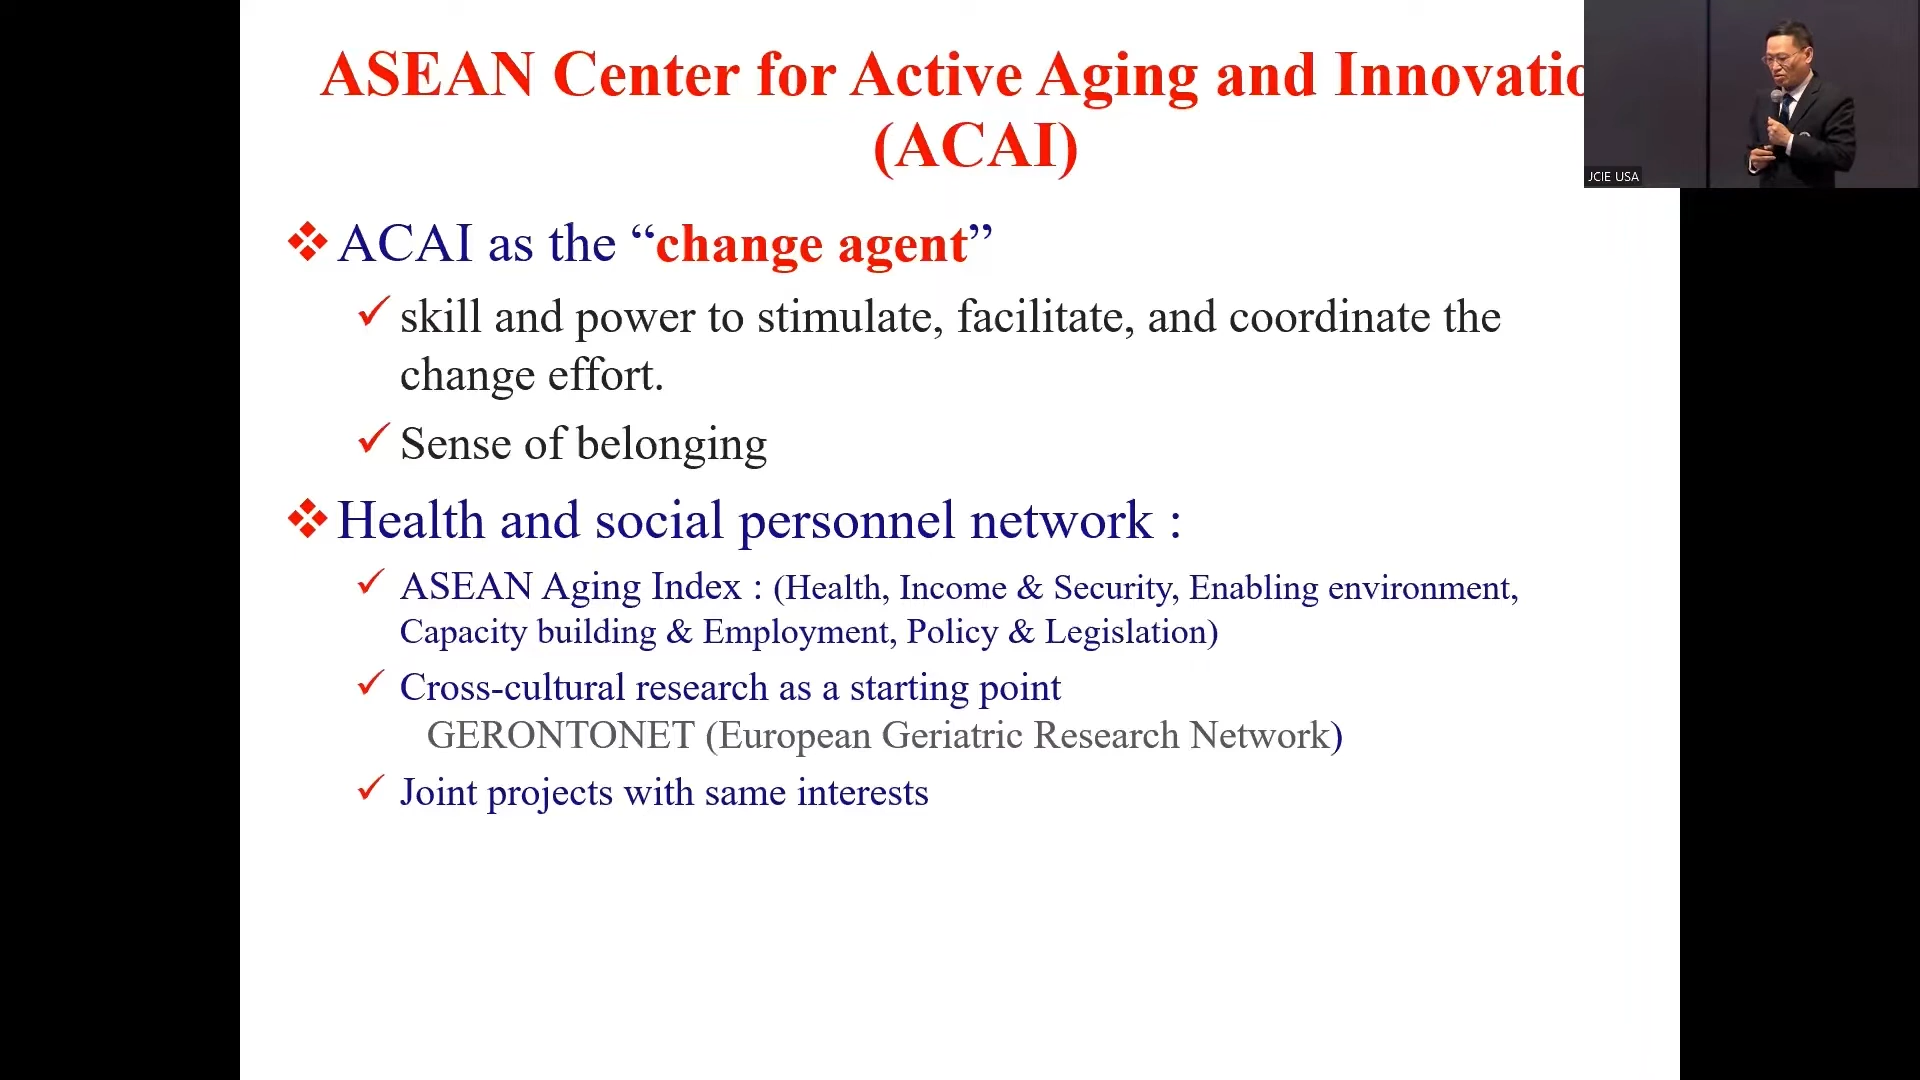 ASEAN Center for Active Aging and Innovatio
(ACAI)
JCIE USA
ACAI as the “change agent”
skill and power to stimulate, facilitate, and coordinate the
change effort.
Sense of belonging
Health and social personnel network :
ASEAN Aging Index : (Health, Income & Security, Enabling environment,
Capacity building & Employment, Policy & Legislation)
Cross-cultural research as a starting point
GERONTONET (European Geriatric Research Network)
Joint projects with same interests